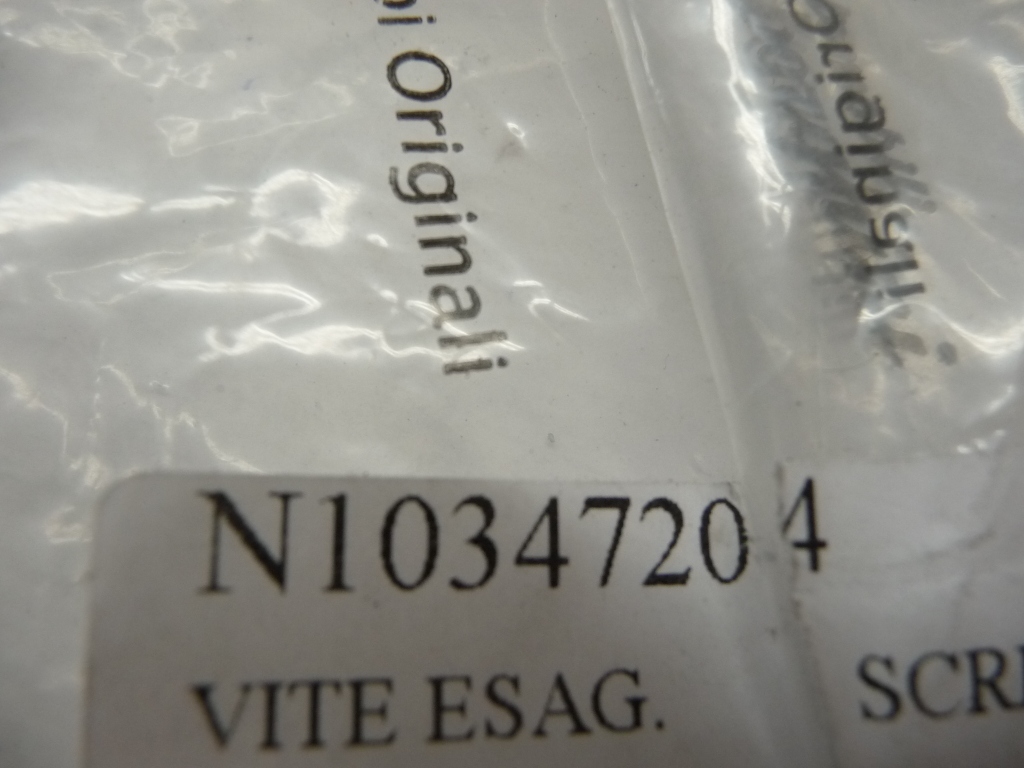 Originali
Originali
N10347204
VITE ESAG.